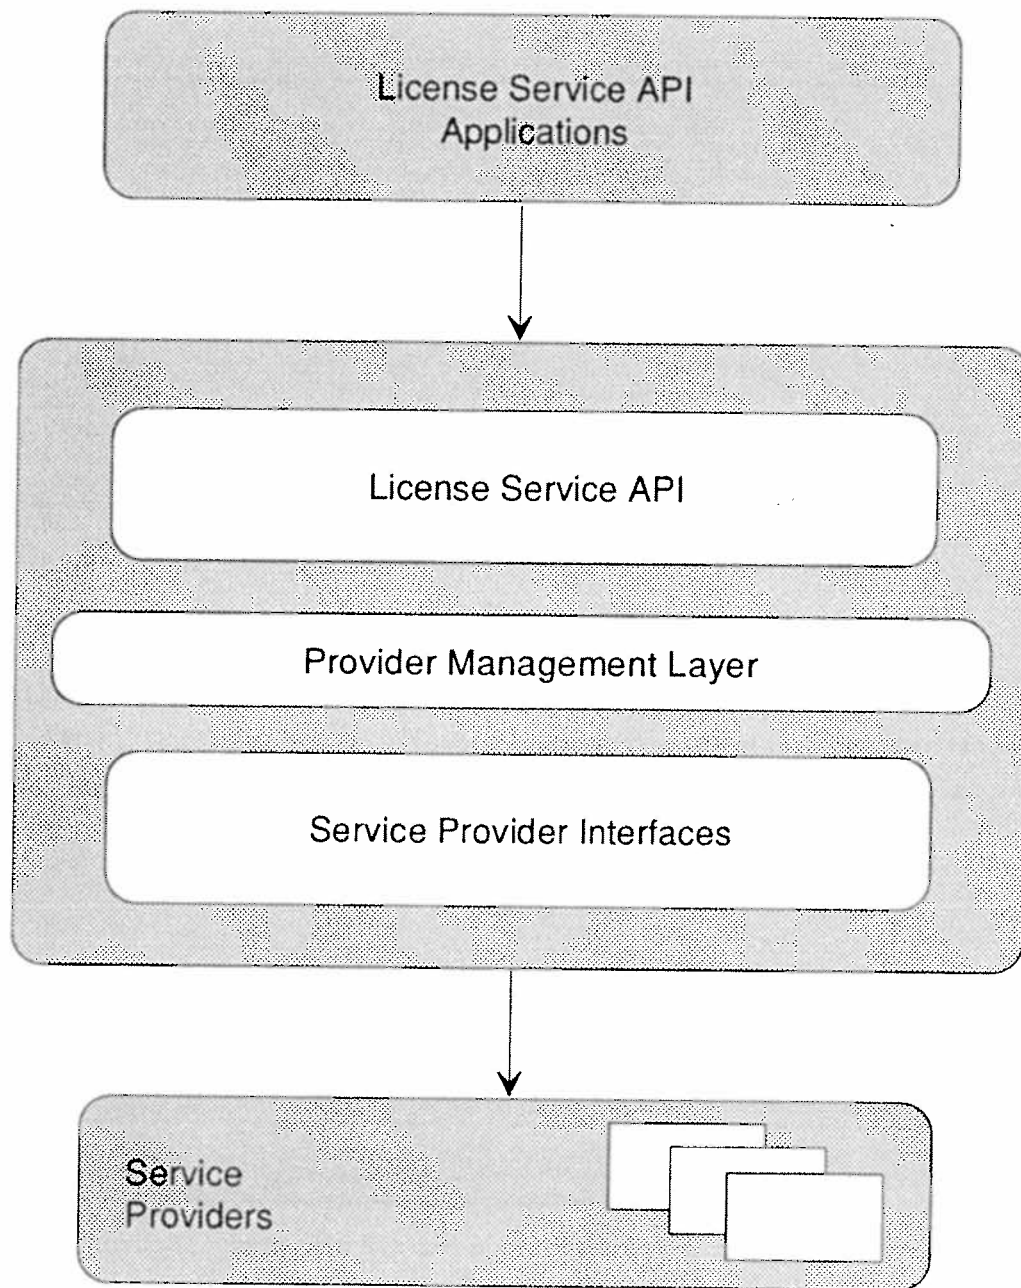 License Service API
Applications
License Service API
Provider Management Layer
Service Provider Interfaces
Service
Providers